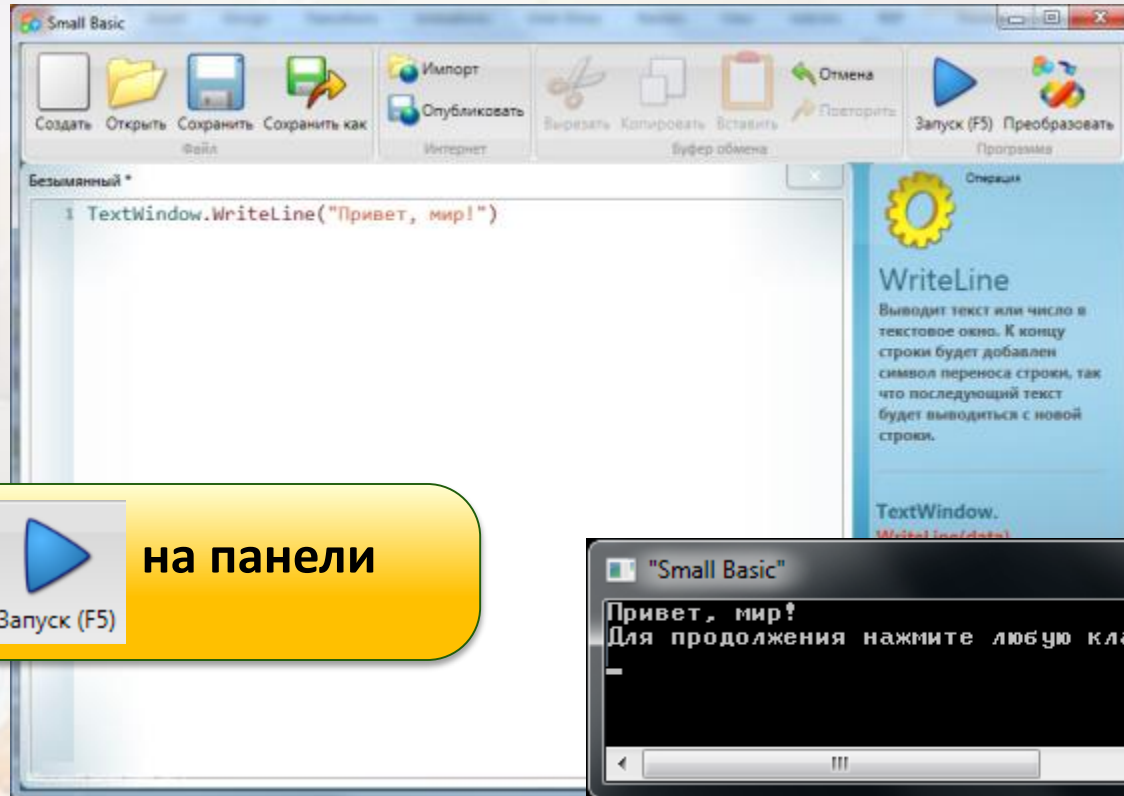 Small Basic
Создать Открыть Сохранить Сохранить как
Импорт
Опубликовать
Вырезать Копировать Вставить
Отмена
Повторить
Запуск (F5) Преобразовать
Файл Интернет Буфер обмена Программа
Безымянный *
1 TextWindow.WriteLine("Привет, мир!")
Операция
WriteLine
Выводит текст или число в
текстовое окно. К концу
строки будет добавлен
символ переноса строки, так
что последующий текст
будет выводиться с новой
строки.
TextWindow.
WriteLine(data)
на панели
Запуск (F5)
"Small Basic"
Привет, мир!
Для продолжения нажмите любую кла